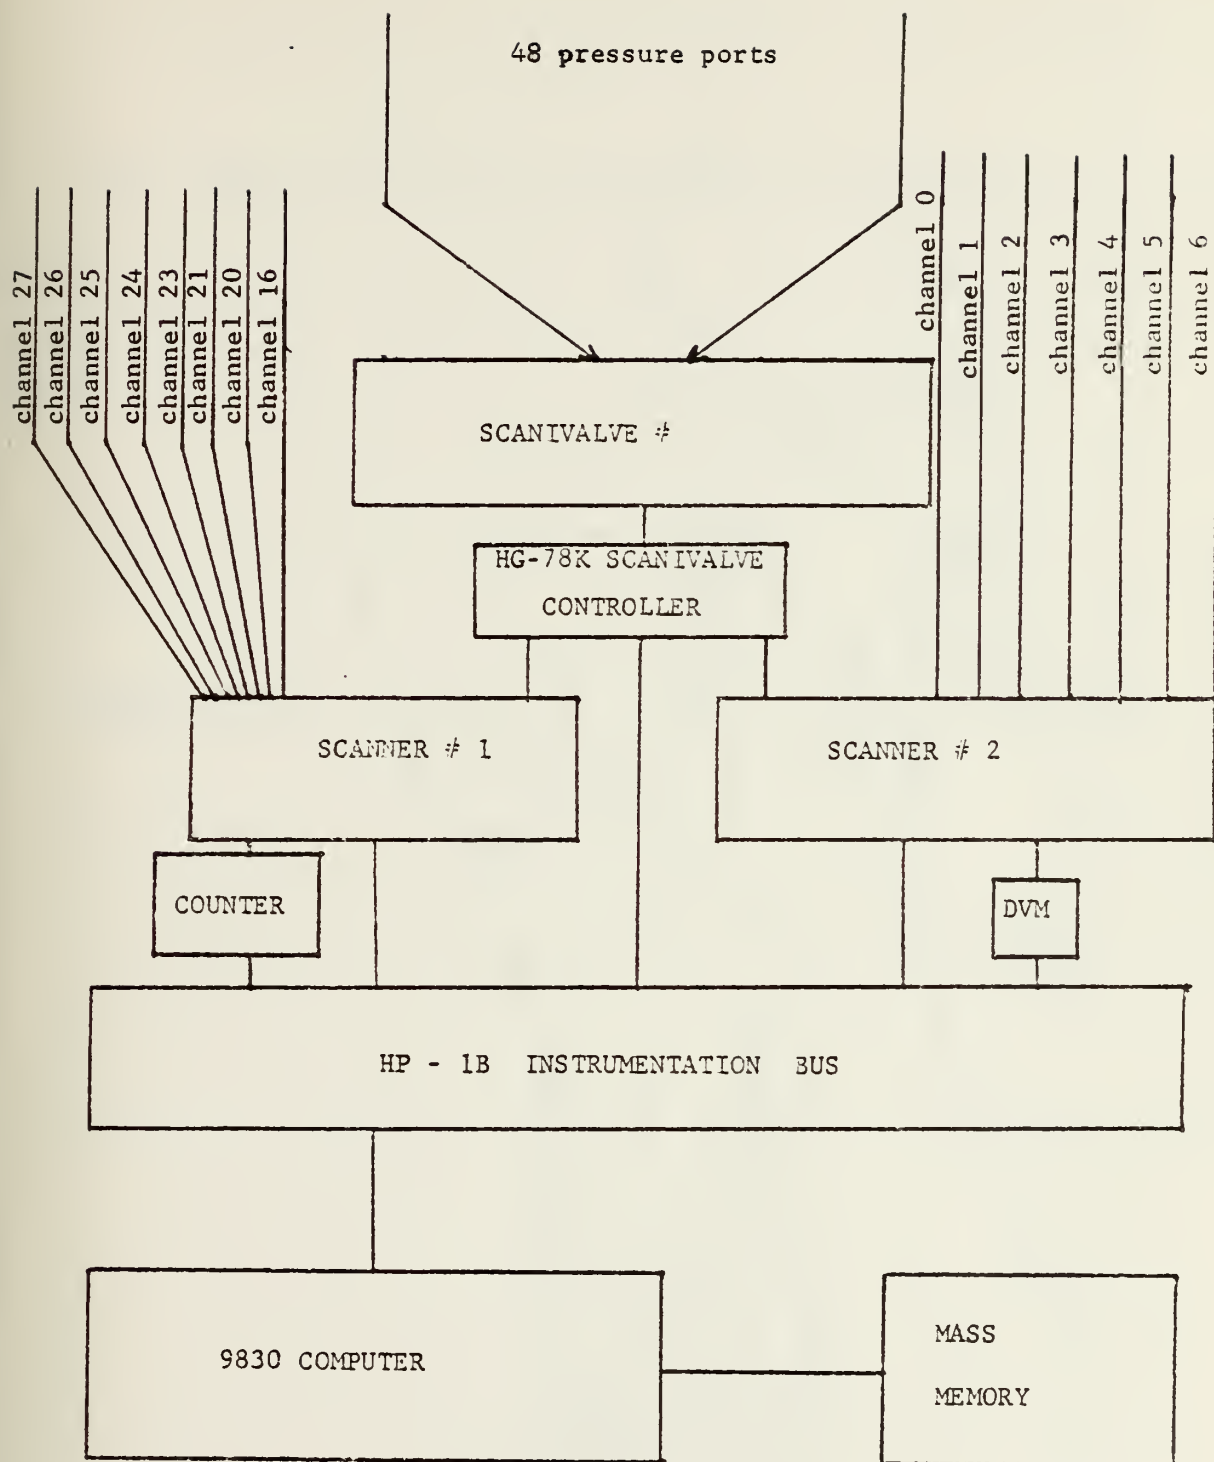 48 pressure ports
channel 27
channel 26
channel 25
channel 24
channel 23
channel 21
channel 20
channel 16
channel 0
channel 1
channel 2
channel 3
channel 4
channel 5
channel 6
SCANIVALVE #
HG-78K SCANIVALVE
CONTROLLER
SCANNER # 1
SCANNER # 2
COUNTER
DVM
HP - 1B INSTRUMENTATION BUS
9830 COMPUTER
MASS
MEMORY